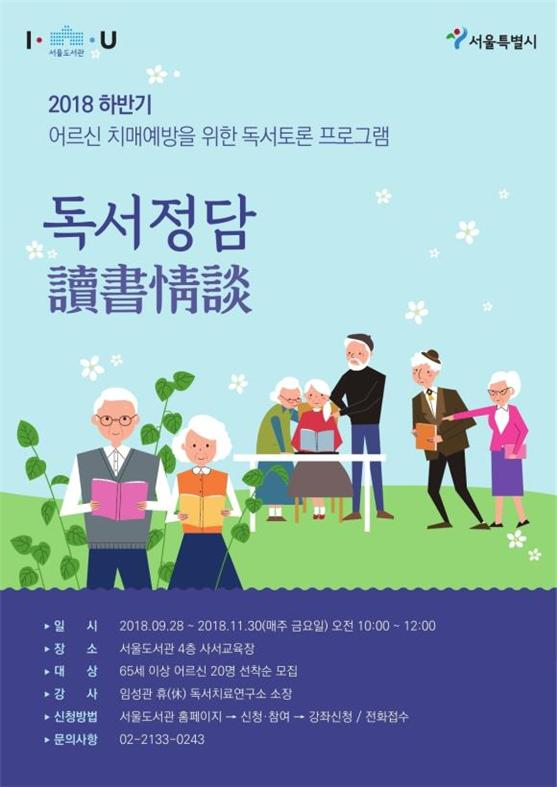 I·U
서울도서관
서울특별시
2018 하반기
어르신 치매예방을 위한 독서토론 프로그램
독서정담
讀書情談
▶ 일 시 2018.09.28 ~ 2018.11.30(매주 금요일) 오전 10:00 ~ 12:00
▶ 장 소 서울도서관 4층 사서교육장
▶ 대 상 65세 이상 어르신 20명 선착순 모집
▶ 강 사 임성관 휴(休) 독서치료연구소 소장
▶ 신청방법 서울도서관 홈페이지 → 신청·참여 → 강좌신청 / 전화접수
▶ 문의사항 02-2133-0243